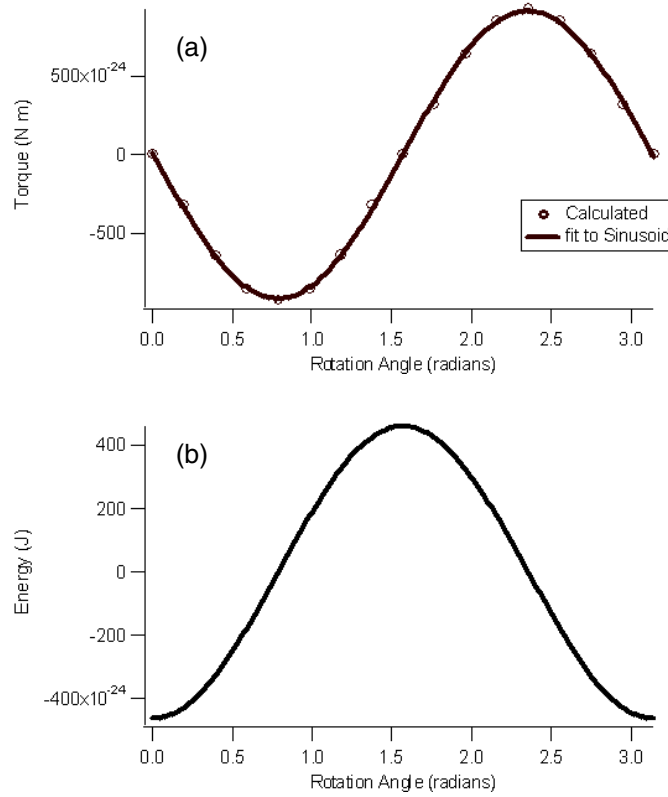 (a)
500x10⁻²⁴
0
-500
Torque (N m)
Calculated
fit to Sinusoid
0.0 0.5 1.0 1.5 2.0 2.5 3.0
Rotation Angle (radians)
(b)
400
200
0
-200
-400x10⁻²⁴
Energy (J)
0.0 0.5 1.0 1.5 2.0 2.5 3.0
Rotation Angle (radians)